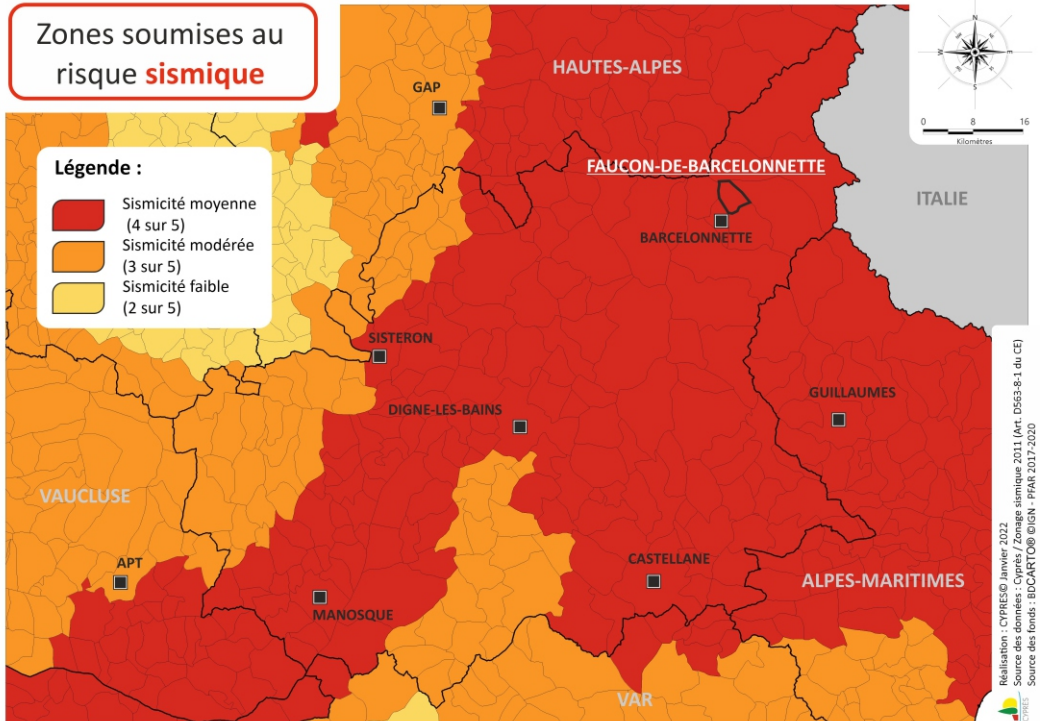 Zones soumises au
risque sismique
Légende :
Sismicité moyenne
(4 sur 5)
Sismicité modérée
(3 sur 5)
Sismicité faible
(2 sur 5)
N
E
S
W
0 8 16
Kilomètres
HAUTES-ALPES
GAP
FAUCON-DE-BARCELONNETTE
ITALIE
BARCELONNETTE
SISTERON
GUILLAUMES
DIGNE-LES-BAINS
VAUCLUSE
APT
CASTELLANE
ALPES-MARITIMES
MANOSQUE
VAR
Réalisation : CYPRES© Janvier 2022
Source des données : Cyprès / Zonage sismique 2011 (Art. D563-8-1 du CE)
Source des fonds : BDCARTO® ©IGN - PFAR 2017-2020
CYPRES